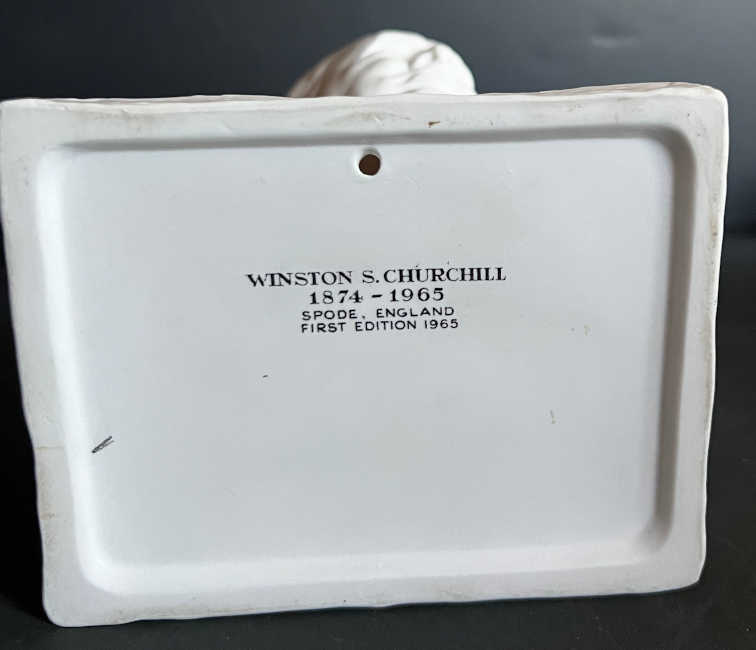 WINSTON S. CHURCHILL
1874 - 1965
SPODE, ENGLAND
FIRST EDITION 1965